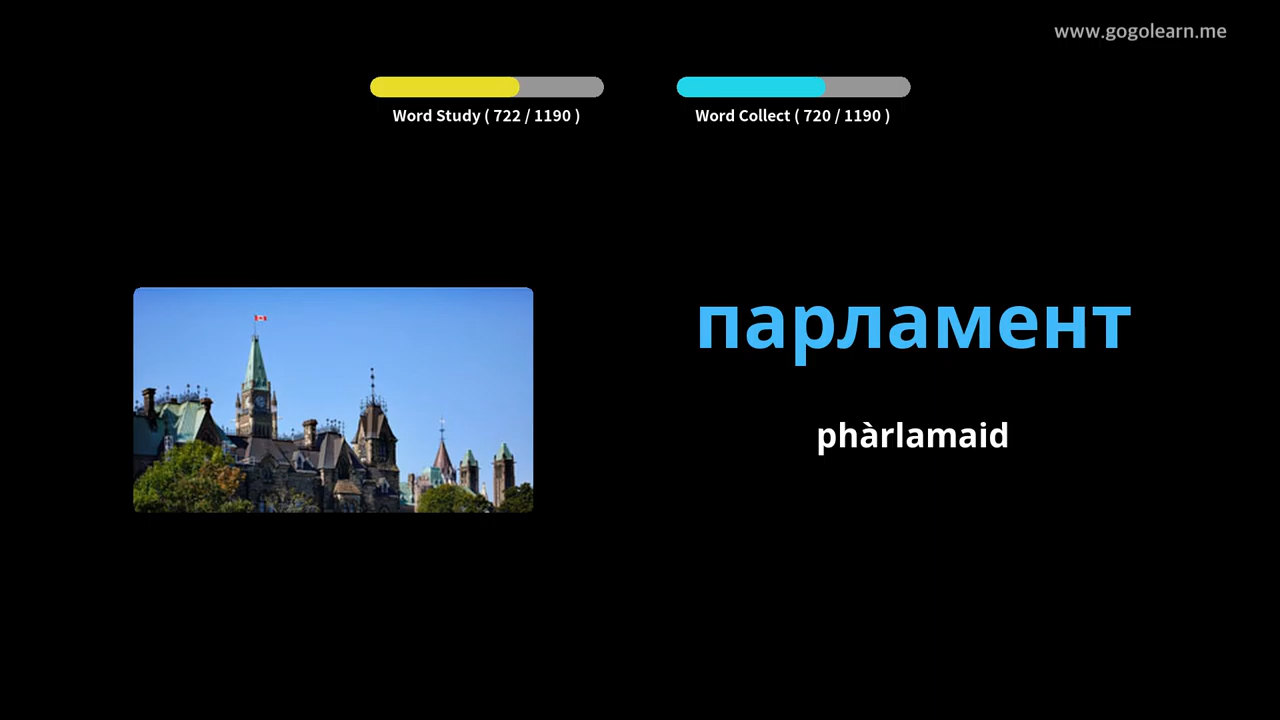 www.gogolearn.me
Word Study ( 722 / 1190 )
Word Collect ( 720 / 1190 )
парламент
phàrlamaid